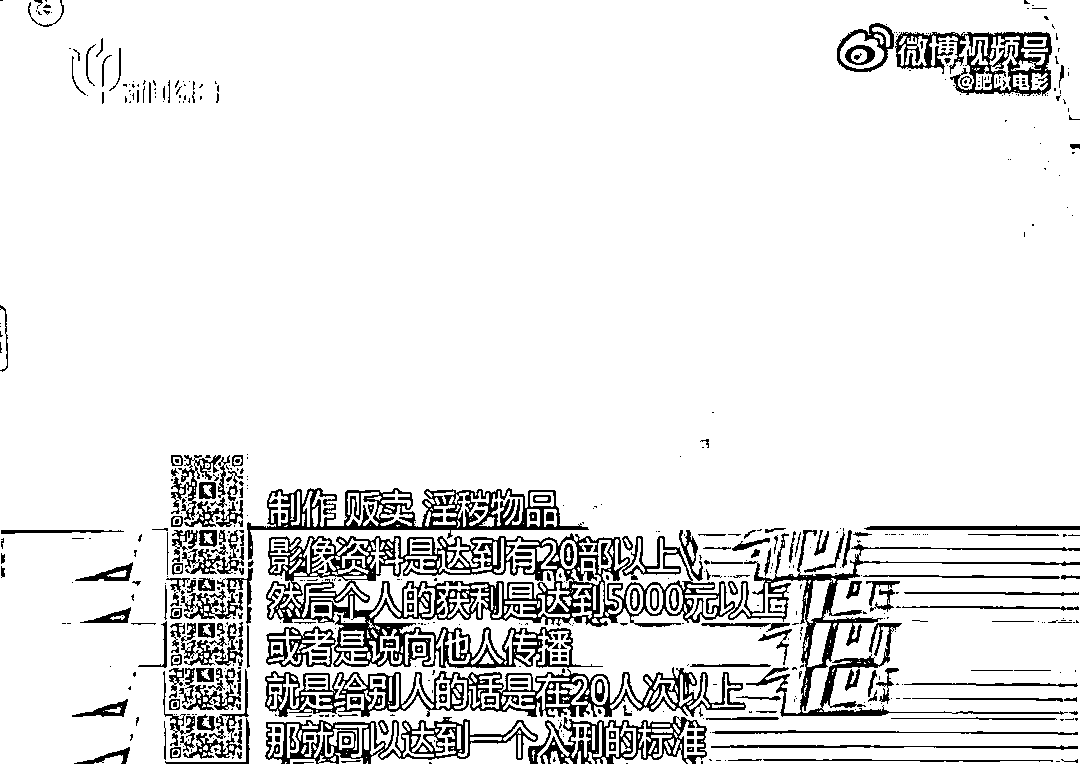 微博视频号
@肥啾电影
制作 贩卖 淫秽物品
影像资料是达到有20部以上
然后个人的获利是达到5000元以上
或者是说向他人传播
就是给别人的话是在20人次以上
那就可以达到一个入刑的标准